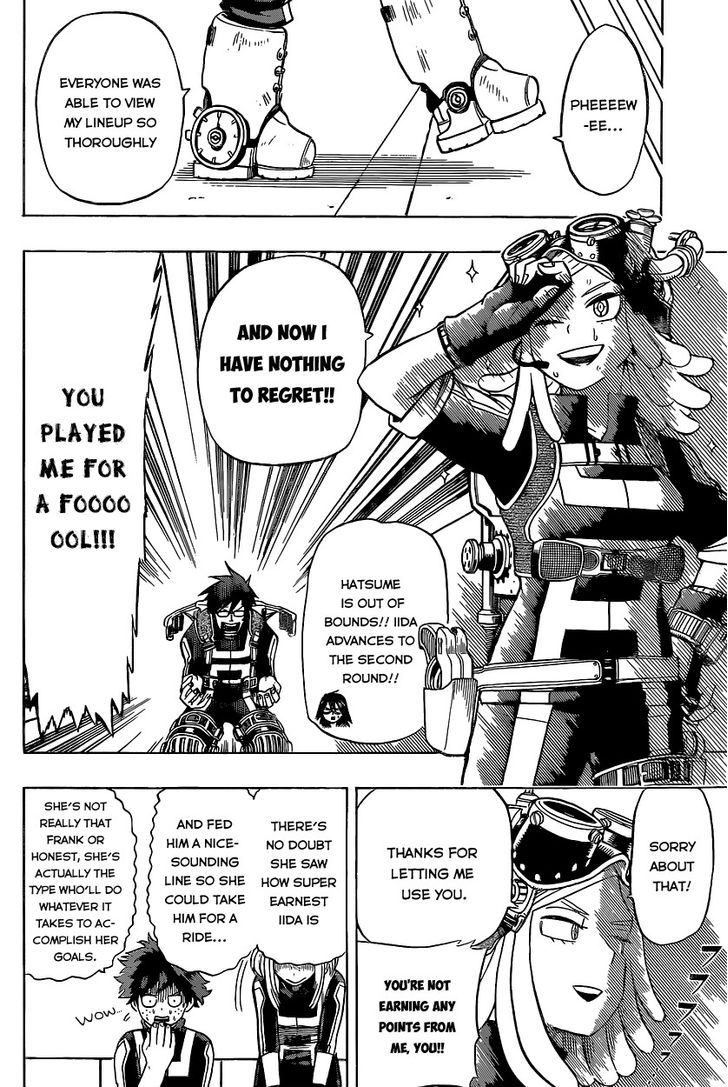 PHEEEEW
-EE...
EVERYONE WAS
ABLE TO VIEW
MY LINEUP SO
THOROUGHLY
AND NOW I
HAVE NOTHING
TO REGRET!!
YOU
PLAYED
ME FOR
A FOOOO
OOL!!!
HATSUME
IS OUT OF
BOUNDS!! IIDA
ADVANCES TO
THE SECOND
ROUND!!
SORRY
ABOUT
THAT!
THANKS FOR
LETTING ME
USE YOU.
YOU'RE NOT
EARNING ANY
POINTS FROM
ME, YOU!!
THERE'S
NO DOUBT
SHE SAW
HOW SUPER
EARNEST
IIDA IS
AND FED
HIM A NICE-
SOUNDING
LINE SO SHE
COULD TAKE
HIM FOR A
RIDE...
SHE'S NOT
REALLY THAT
FRANK OR
HONEST, SHE'S
ACTUALLY THE
TYPE WHO'LL DO
WHATEVER IT
TAKES TO AC-
COMPLISH HER
GOALS.
WOW...